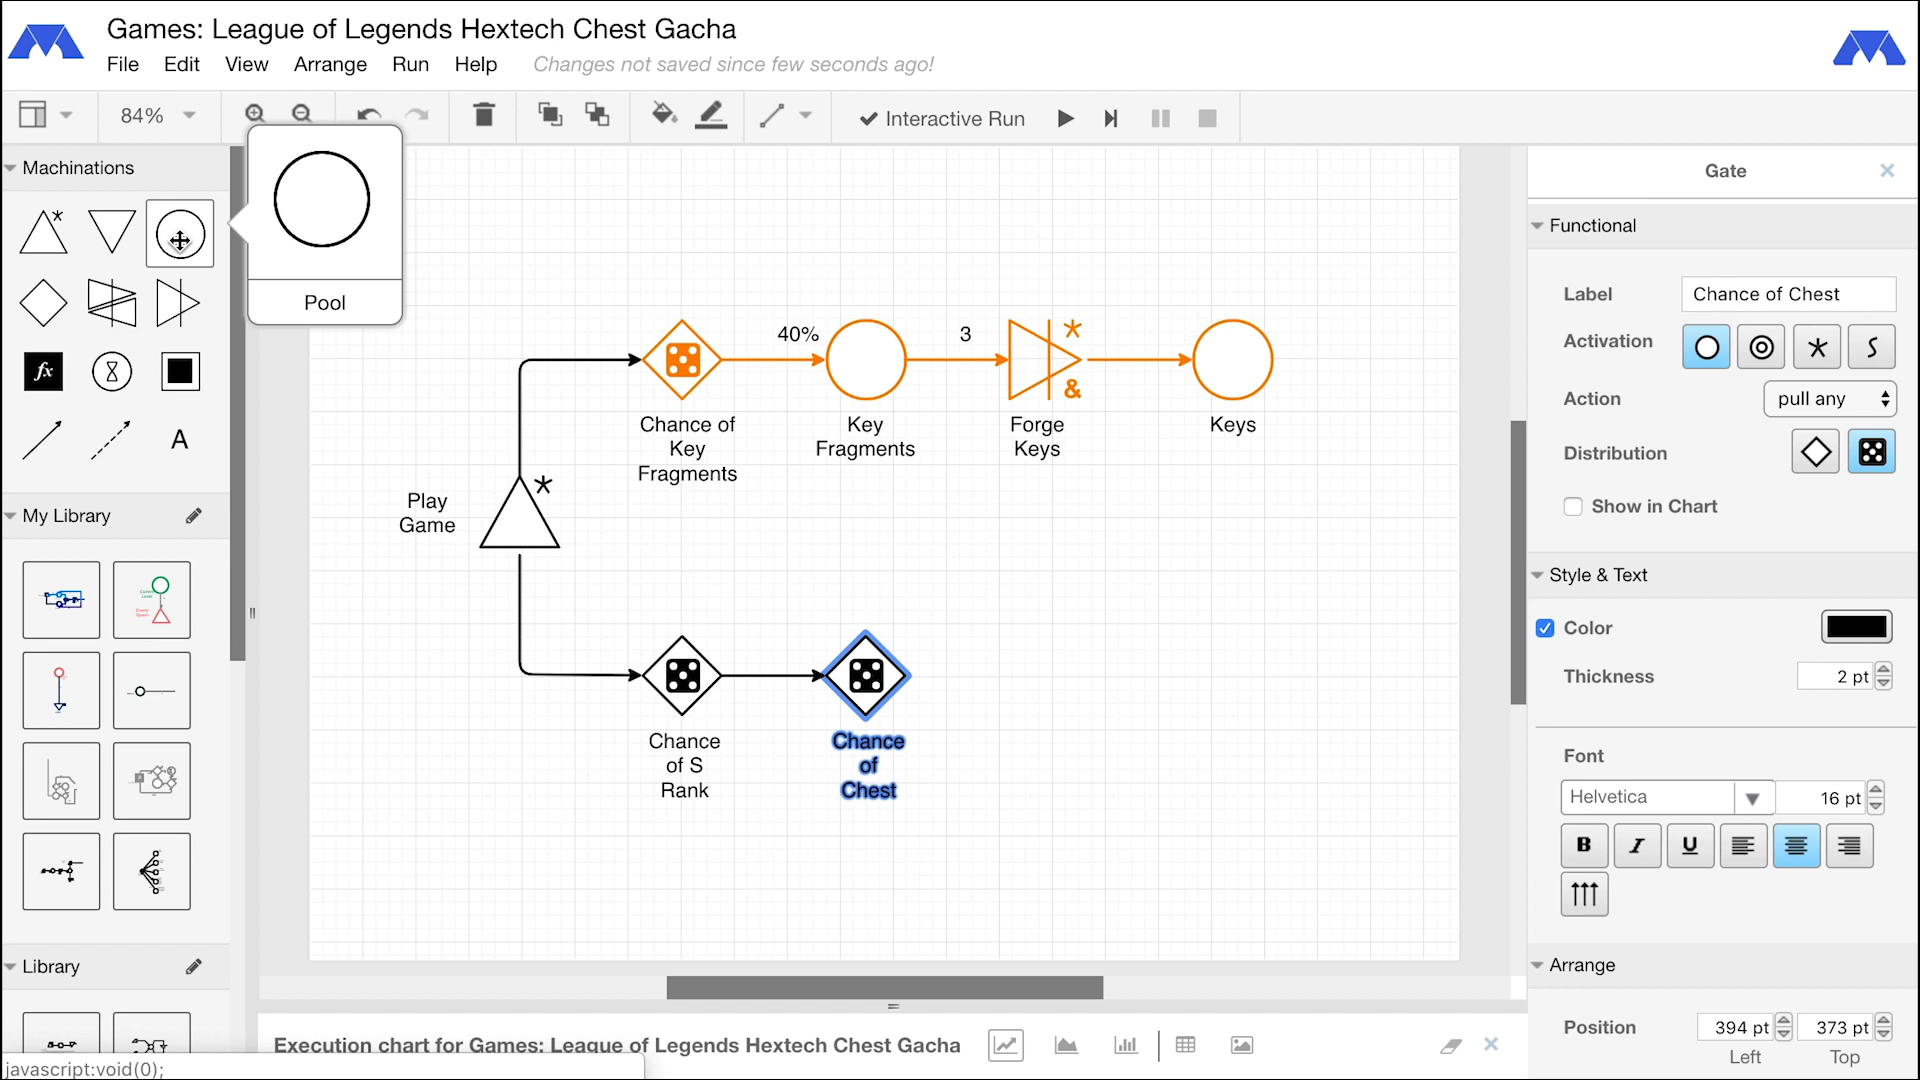 Games: League of Legends Hextech Chest Gacha
File Edit View Arrange Run Help Changes not saved since few seconds ago!
84% Interactive Run
Machinations
Pool
fx
A
My Library
Library
javascript:void(0);
40%
3
*
&
Chance of
Key
Fragments
Key
Fragments
Forge
Keys
Keys
Play
Game
*
Chance
of S
Rank
Chance
of
Chest
Execution chart for Games: League of Legends Hextech Chest Gacha
Gate
Functional
Label Chance of Chest
Activation
Action pull any
Distribution
Show in Chart
Style & Text
Color
Thickness 2 pt
Font
Helvetica 16 pt
B I U
Arrange
Position 394 pt 373 pt
Left Top